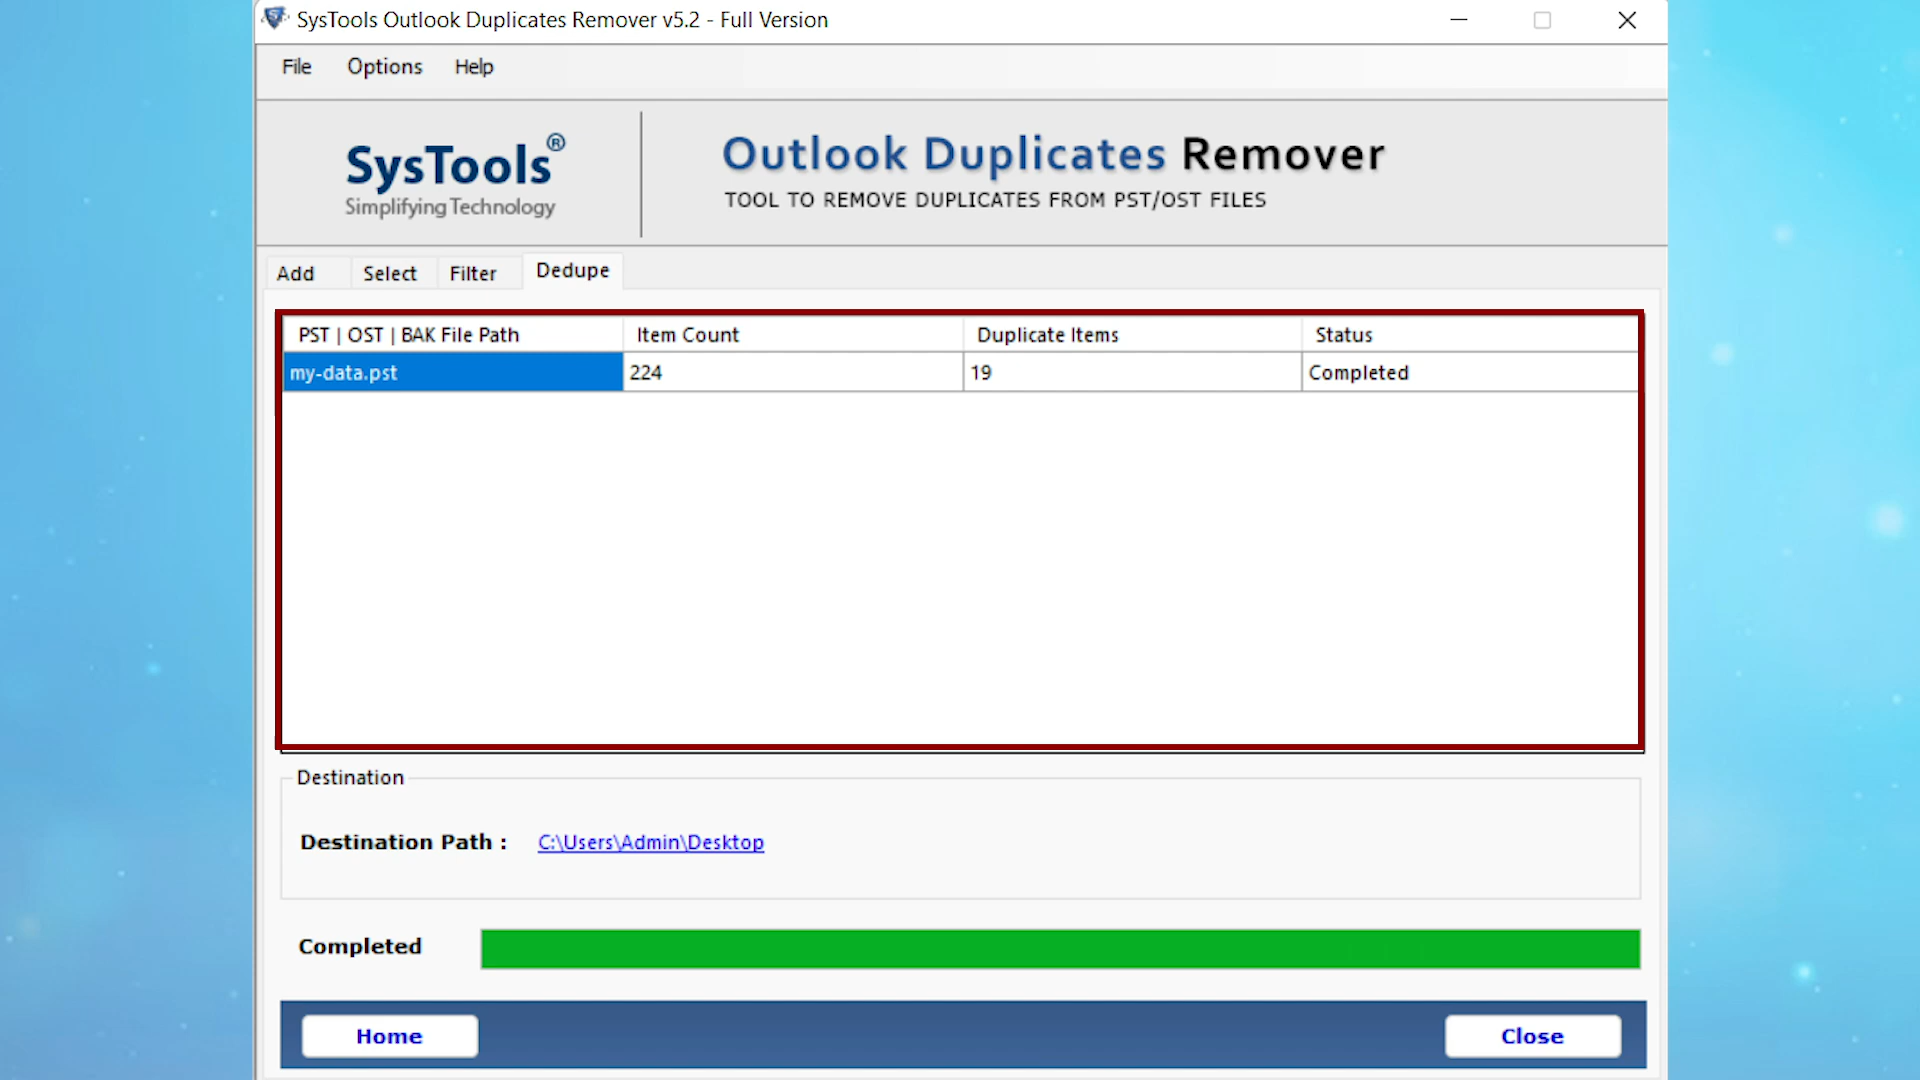 SysTools Outlook Duplicates Remover v5.2 - Full Version
File Options Help
SysTools®
Simplifying Technology
Outlook Duplicates Remover
TOOL TO REMOVE DUPLICATES FROM PST/OST FILES
Add Select Filter Dedupe
PST | OST | BAK File Path Item Count Duplicate Items Status
my-data.pst 224 19 Completed
Destination
Destination Path : C:\Users\Admin\Desktop
Completed
Home Close